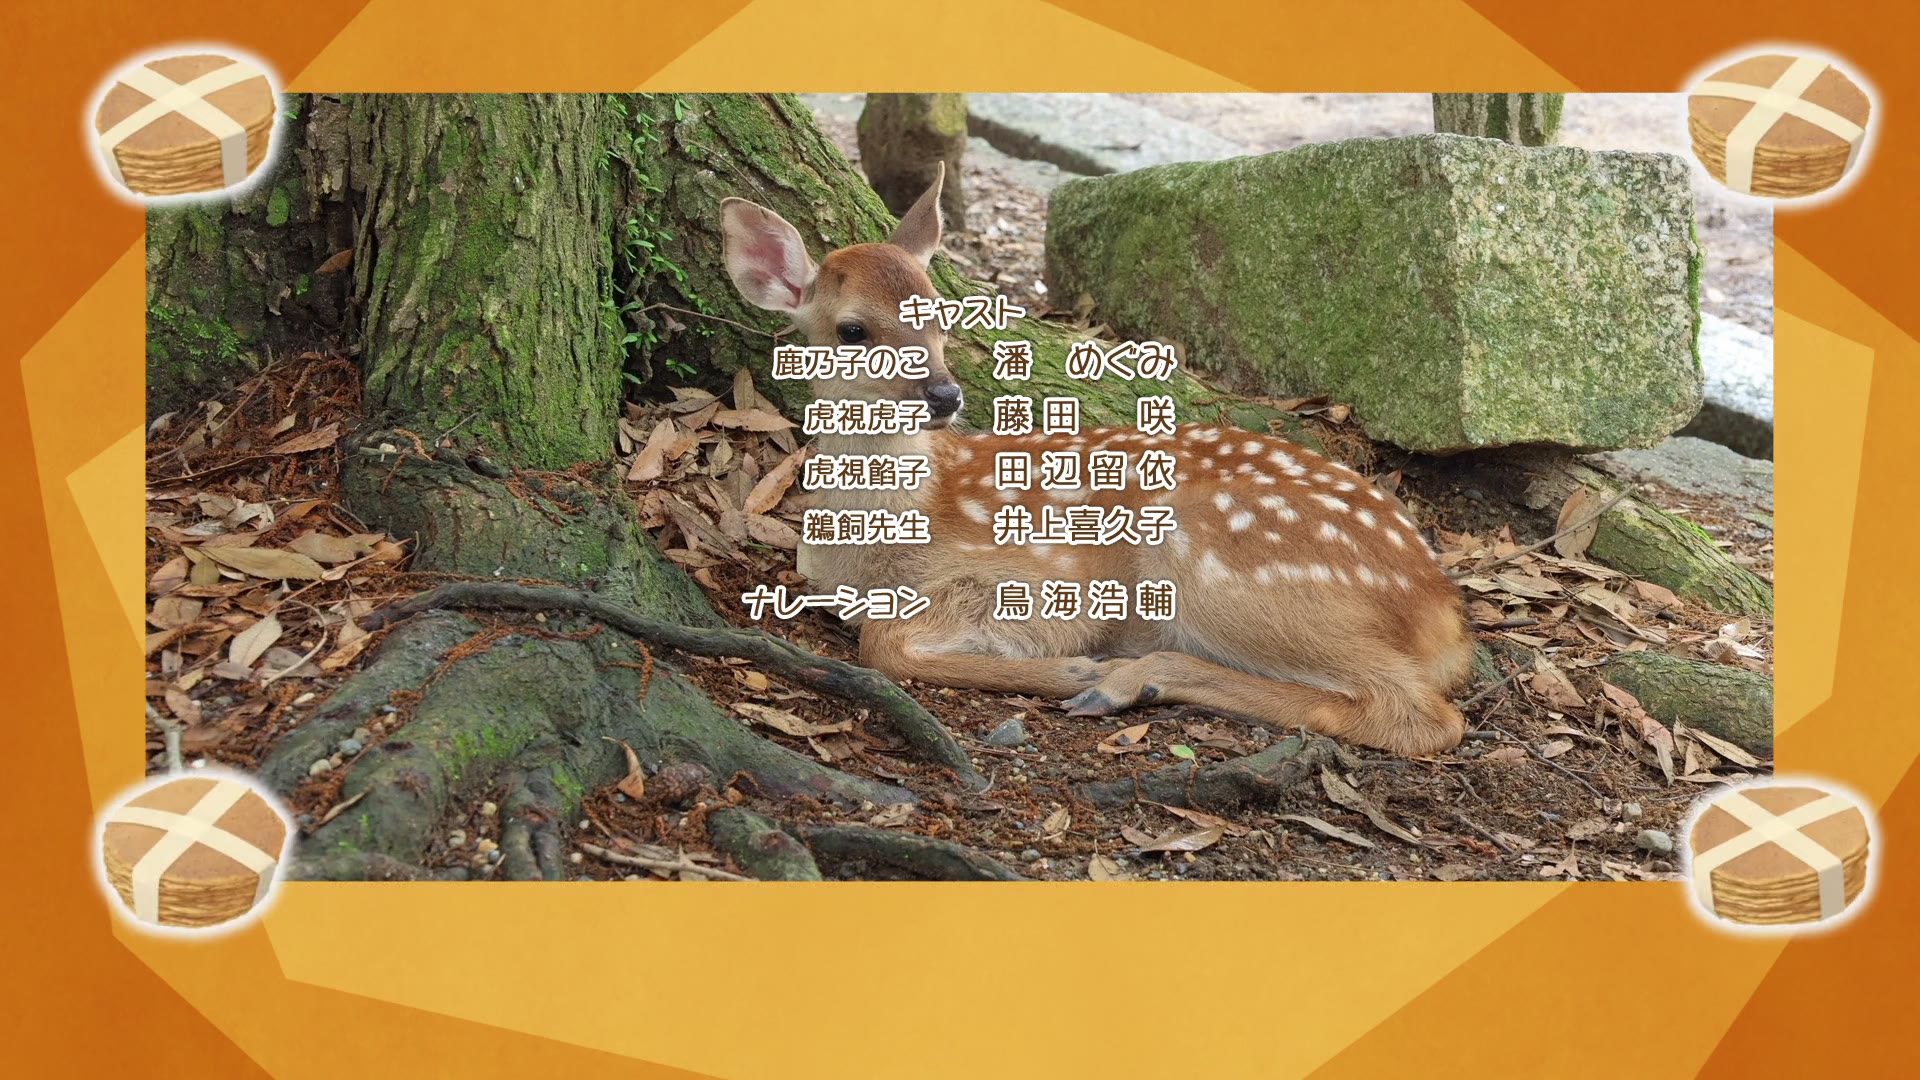 キャスト
鹿乃子のこ 潘 めぐみ
虎視虎子 藤田 咲
虎視餡子 田辺留依
鵜飼先生 井上喜久子
ナレーション 鳥海浩輔